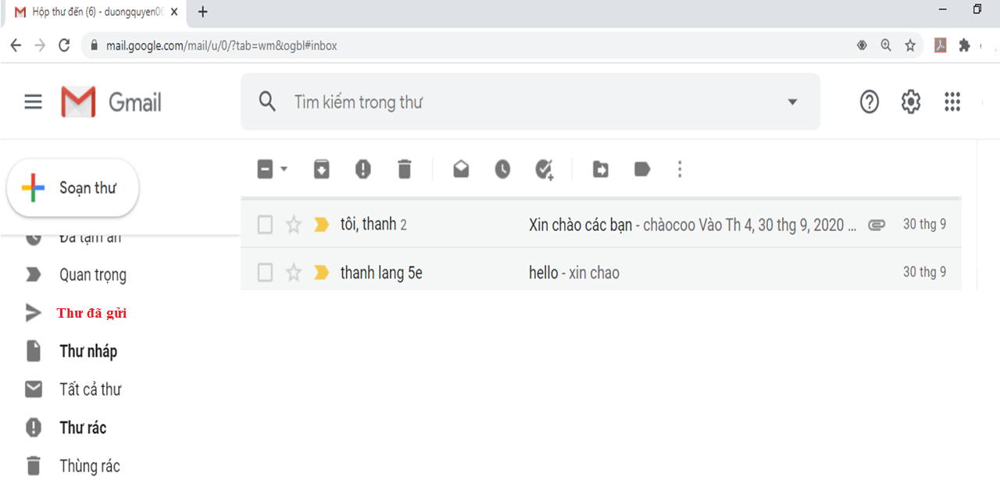 Hộp thư đến (6) - duongquyen06
mail.google.com/mail/u/0/?tab=wm&ogbl#inbox
Gmail
Tìm kiếm trong thư
Soạn thư
tôi, thanh 2 Xin chào các bạn - chàocoo Vào Th 4, 30 thg 9, 2020 ... 30 thg 9
thanh lang 5e hello - xin chao 30 thg 9
Đã tạm ẩn
Quan trọng
Thư đã gửi
Thư nháp
Tất cả thư
Thư rác
Thùng rác